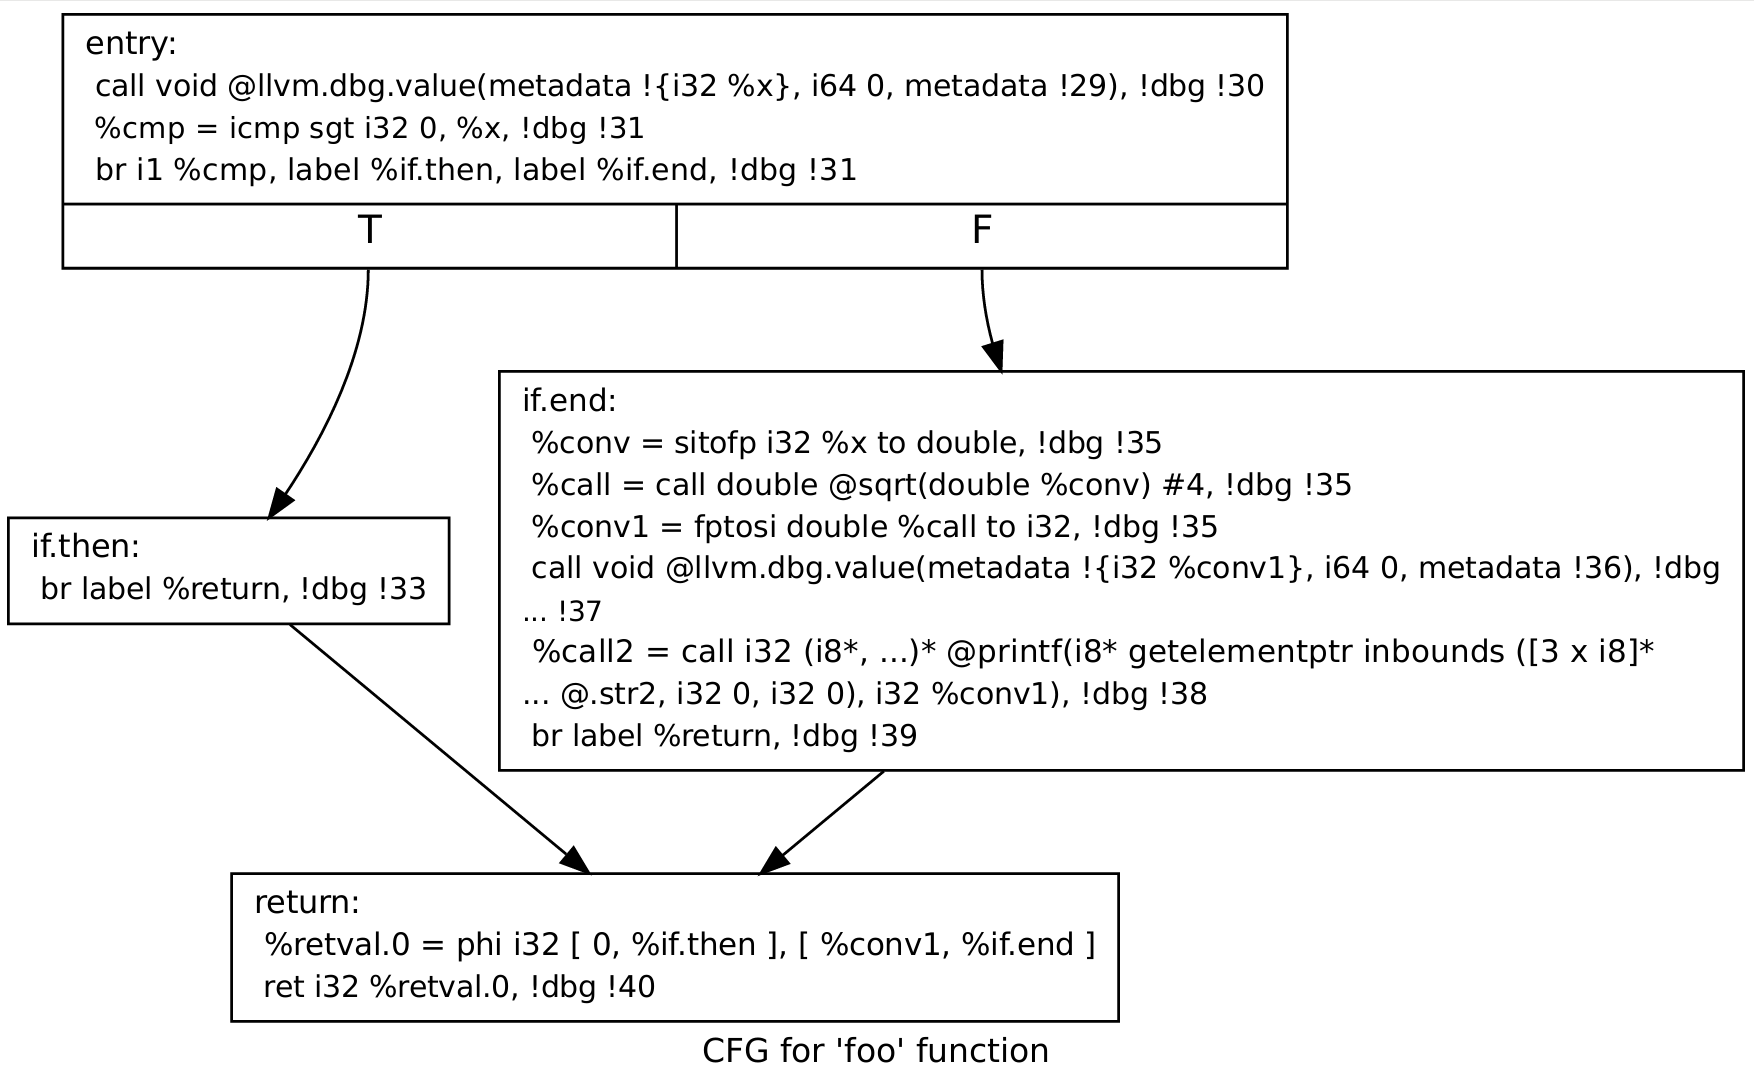 entry:
call void @llvm.dbg.value(metadata !{i32 %x}, i64 0, metadata !29), !dbg !30
%cmp = icmp sgt i32 0, %x, !dbg !31
br i1 %cmp, label %if.then, label %if.end, !dbg !31
T
F
if.end:
%conv = sitofp i32 %x to double, !dbg !35
%call = call double @sqrt(double %conv) #4, !dbg !35
%conv1 = fptosi double %call to i32, !dbg !35
call void @llvm.dbg.value(metadata !{i32 %conv1}, i64 0, metadata !36), !dbg
... !37
%call2 = call i32 (i8*, ...)* @printf(i8* getelementptr inbounds ([3 x i8]*
... @.str2, i32 0, i32 0), i32 %conv1), !dbg !38
br label %return, !dbg !39
if.then:
br label %return, !dbg !33
return:
%retval.0 = phi i32 [ 0, %if.then ], [ %conv1, %if.end ]
ret i32 %retval.0, !dbg !40
CFG for 'foo' function